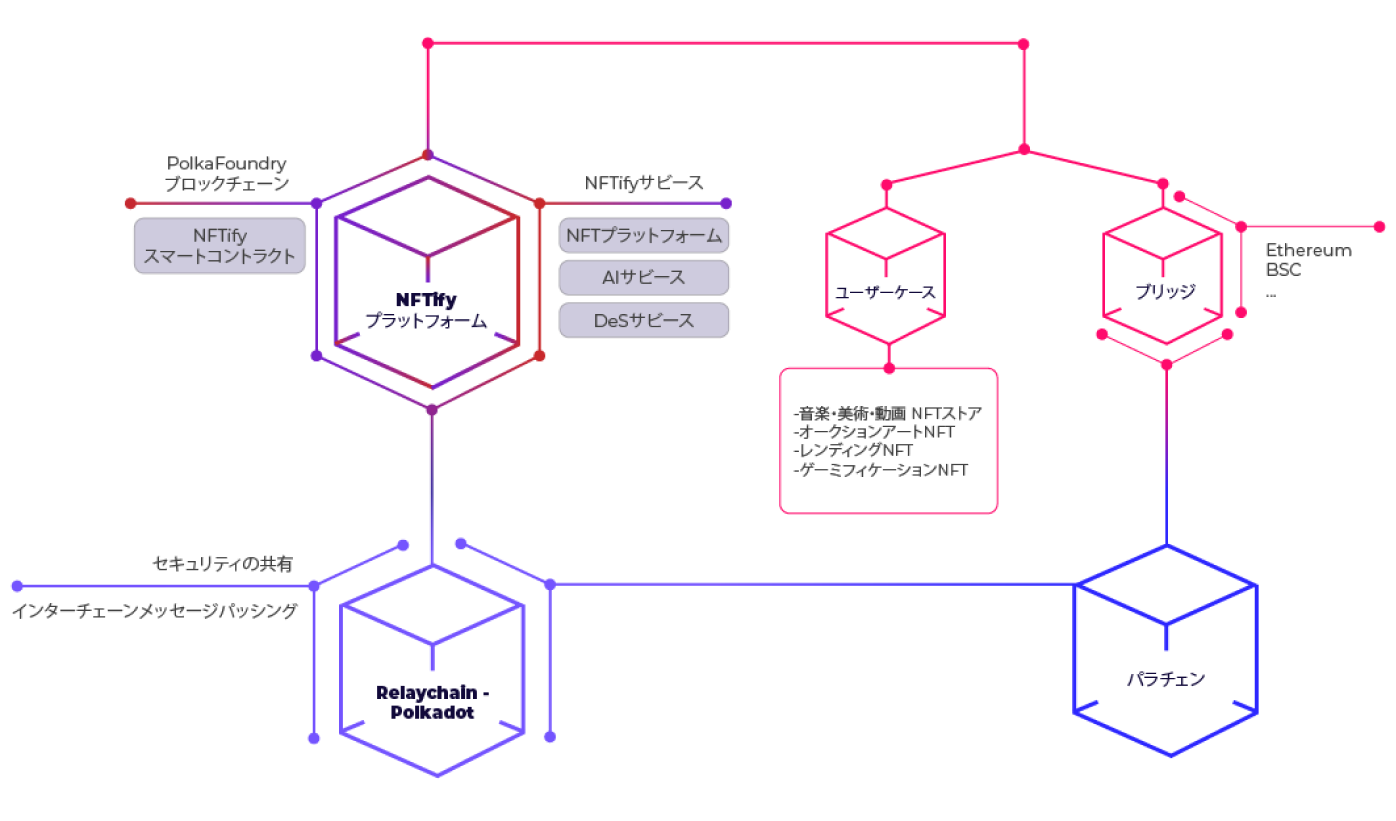 PolkaFoundry
ブロックチェーン
NFTify
スマートコントラクト
NFTify
プラットフォーム
NFTifyサビース
NFTプラットフォーム
AIサビース
DeSサビース
ユーザーケース
-音楽・美術・動画 NFTストア
-オークションアートNFT
-レンディングNFT
-ゲーミフィケーションNFT
ブリッジ
Ethereum
BSC
...
セキュリティの共有
インターチェーンメッセージパッシング
Relaychain -
Polkadot
パラチェン